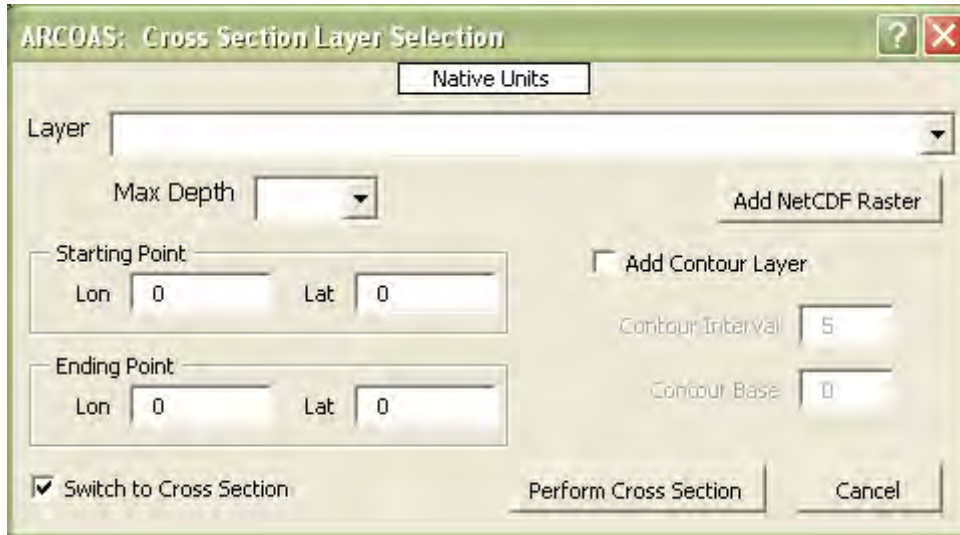 ARCOAS: Cross Section Layer Selection ?
Native Units
Layer
Max Depth
Add NetCDF Raster
Starting Point
Lon 0 Lat 0
Add Contour Layer
Contour Interval 5
Ending Point
Lon 0 Lat 0
Contour Base 0
Switch to Cross Section
Perform Cross Section
Cancel